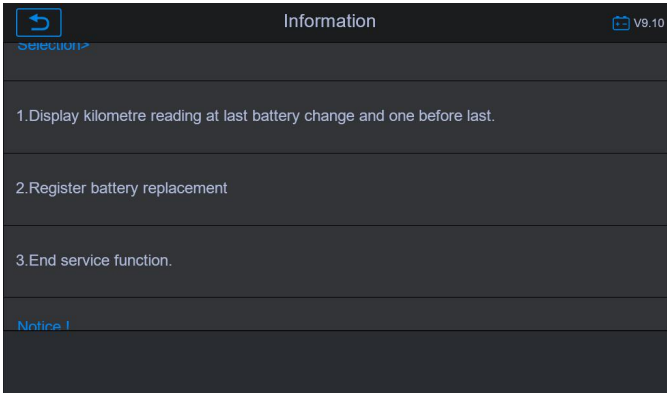 Information
V9.10
Selection>
1.Display kilometre reading at last battery change and one before last.
2.Register battery replacement
3.End service function.
Notice !